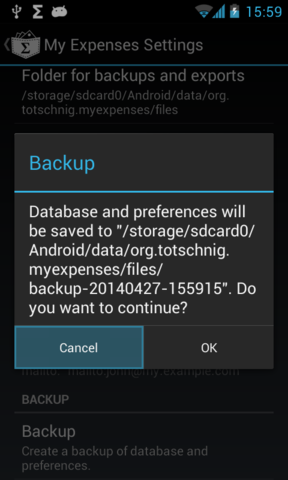 15:59
My Expenses Settings
Folder for backups and exports
/storage/sdcard0/Android/data/org.
totschnig.myexpenses/files
Backup
Database and preferences will
be saved to "/storage/sdcard0/
Android/data/org.totschnig.
myexpenses/files/
backup-20140427-155915". Do
you want to continue?
Cancel
OK
mailto: "mailto:john@my.example.com"
BACKUP
Backup
Create a backup of database and
preferences.